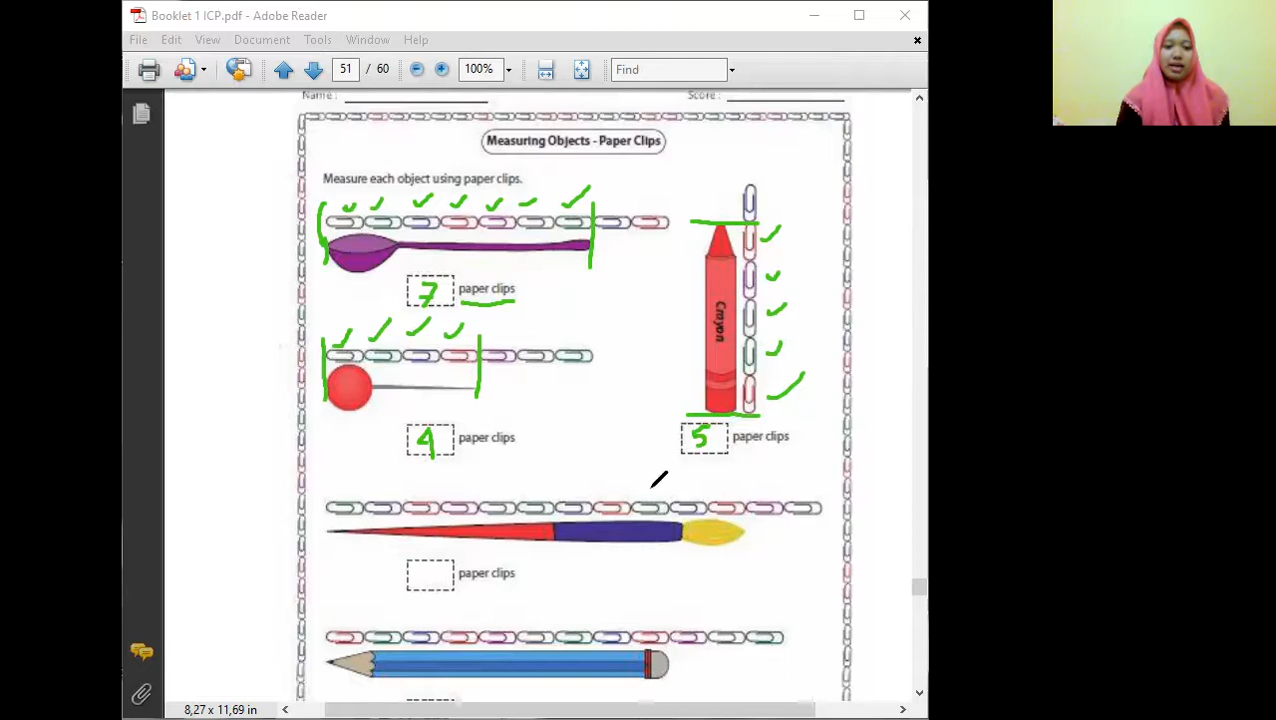 Booklet 1 ICP.pdf - Adobe Reader
File Edit View Document Tools Window Help
51 / 60 100% Find
Name : Score :
Measuring Objects - Paper Clips
Measure each object using paper clips.
7 paper clips
Crayon
4 paper clips
5 paper clips
paper clips
8,27 x 11,69 in